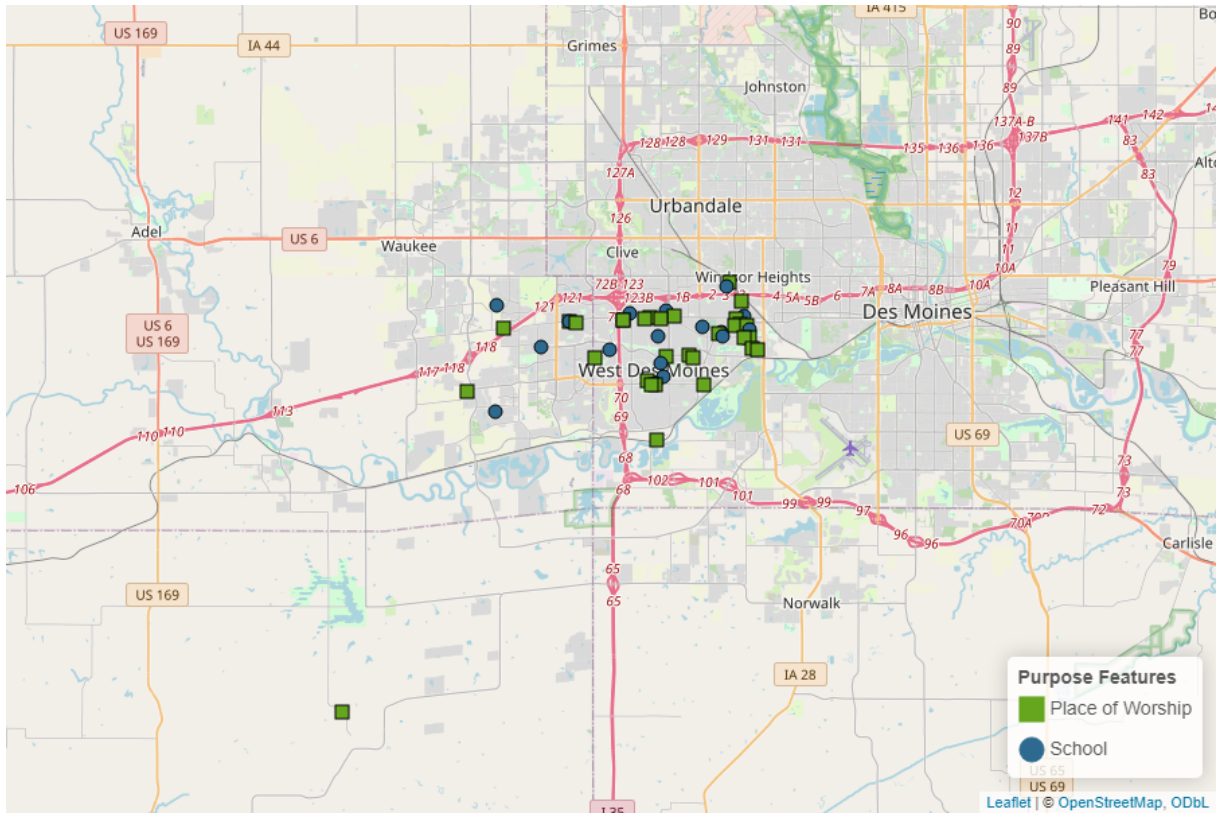 US 169
IA 44
IA 415
90
Bo
Grimes
89
89
Johnston
137A-B
137B
141
142
14
128
128
129
131
131
135
136
136
83
83
Alto
127A
12
Urbandale
126
11
11
Adel
US 6
Waukee
Clive
Windsor Heights
10A
79
72B
123
121
121
123B
1B
2
3
4
5A
5B
6
7A
8A
8B
10A
Pleasant Hill
US 6
US 169
Des Moines
77
77
118
118
117
West Des Moines
113
70
69
110
110
US 69
68
73
106
68
102
101
101
99
99
97
96
96
73
72
70A
Carlisle
65
65
US 169
Norwalk
IA 28
Purpose Features
Place of Worship
School
US 65
US 69
I 35
Leaflet | © OpenStreetMap, ODbL